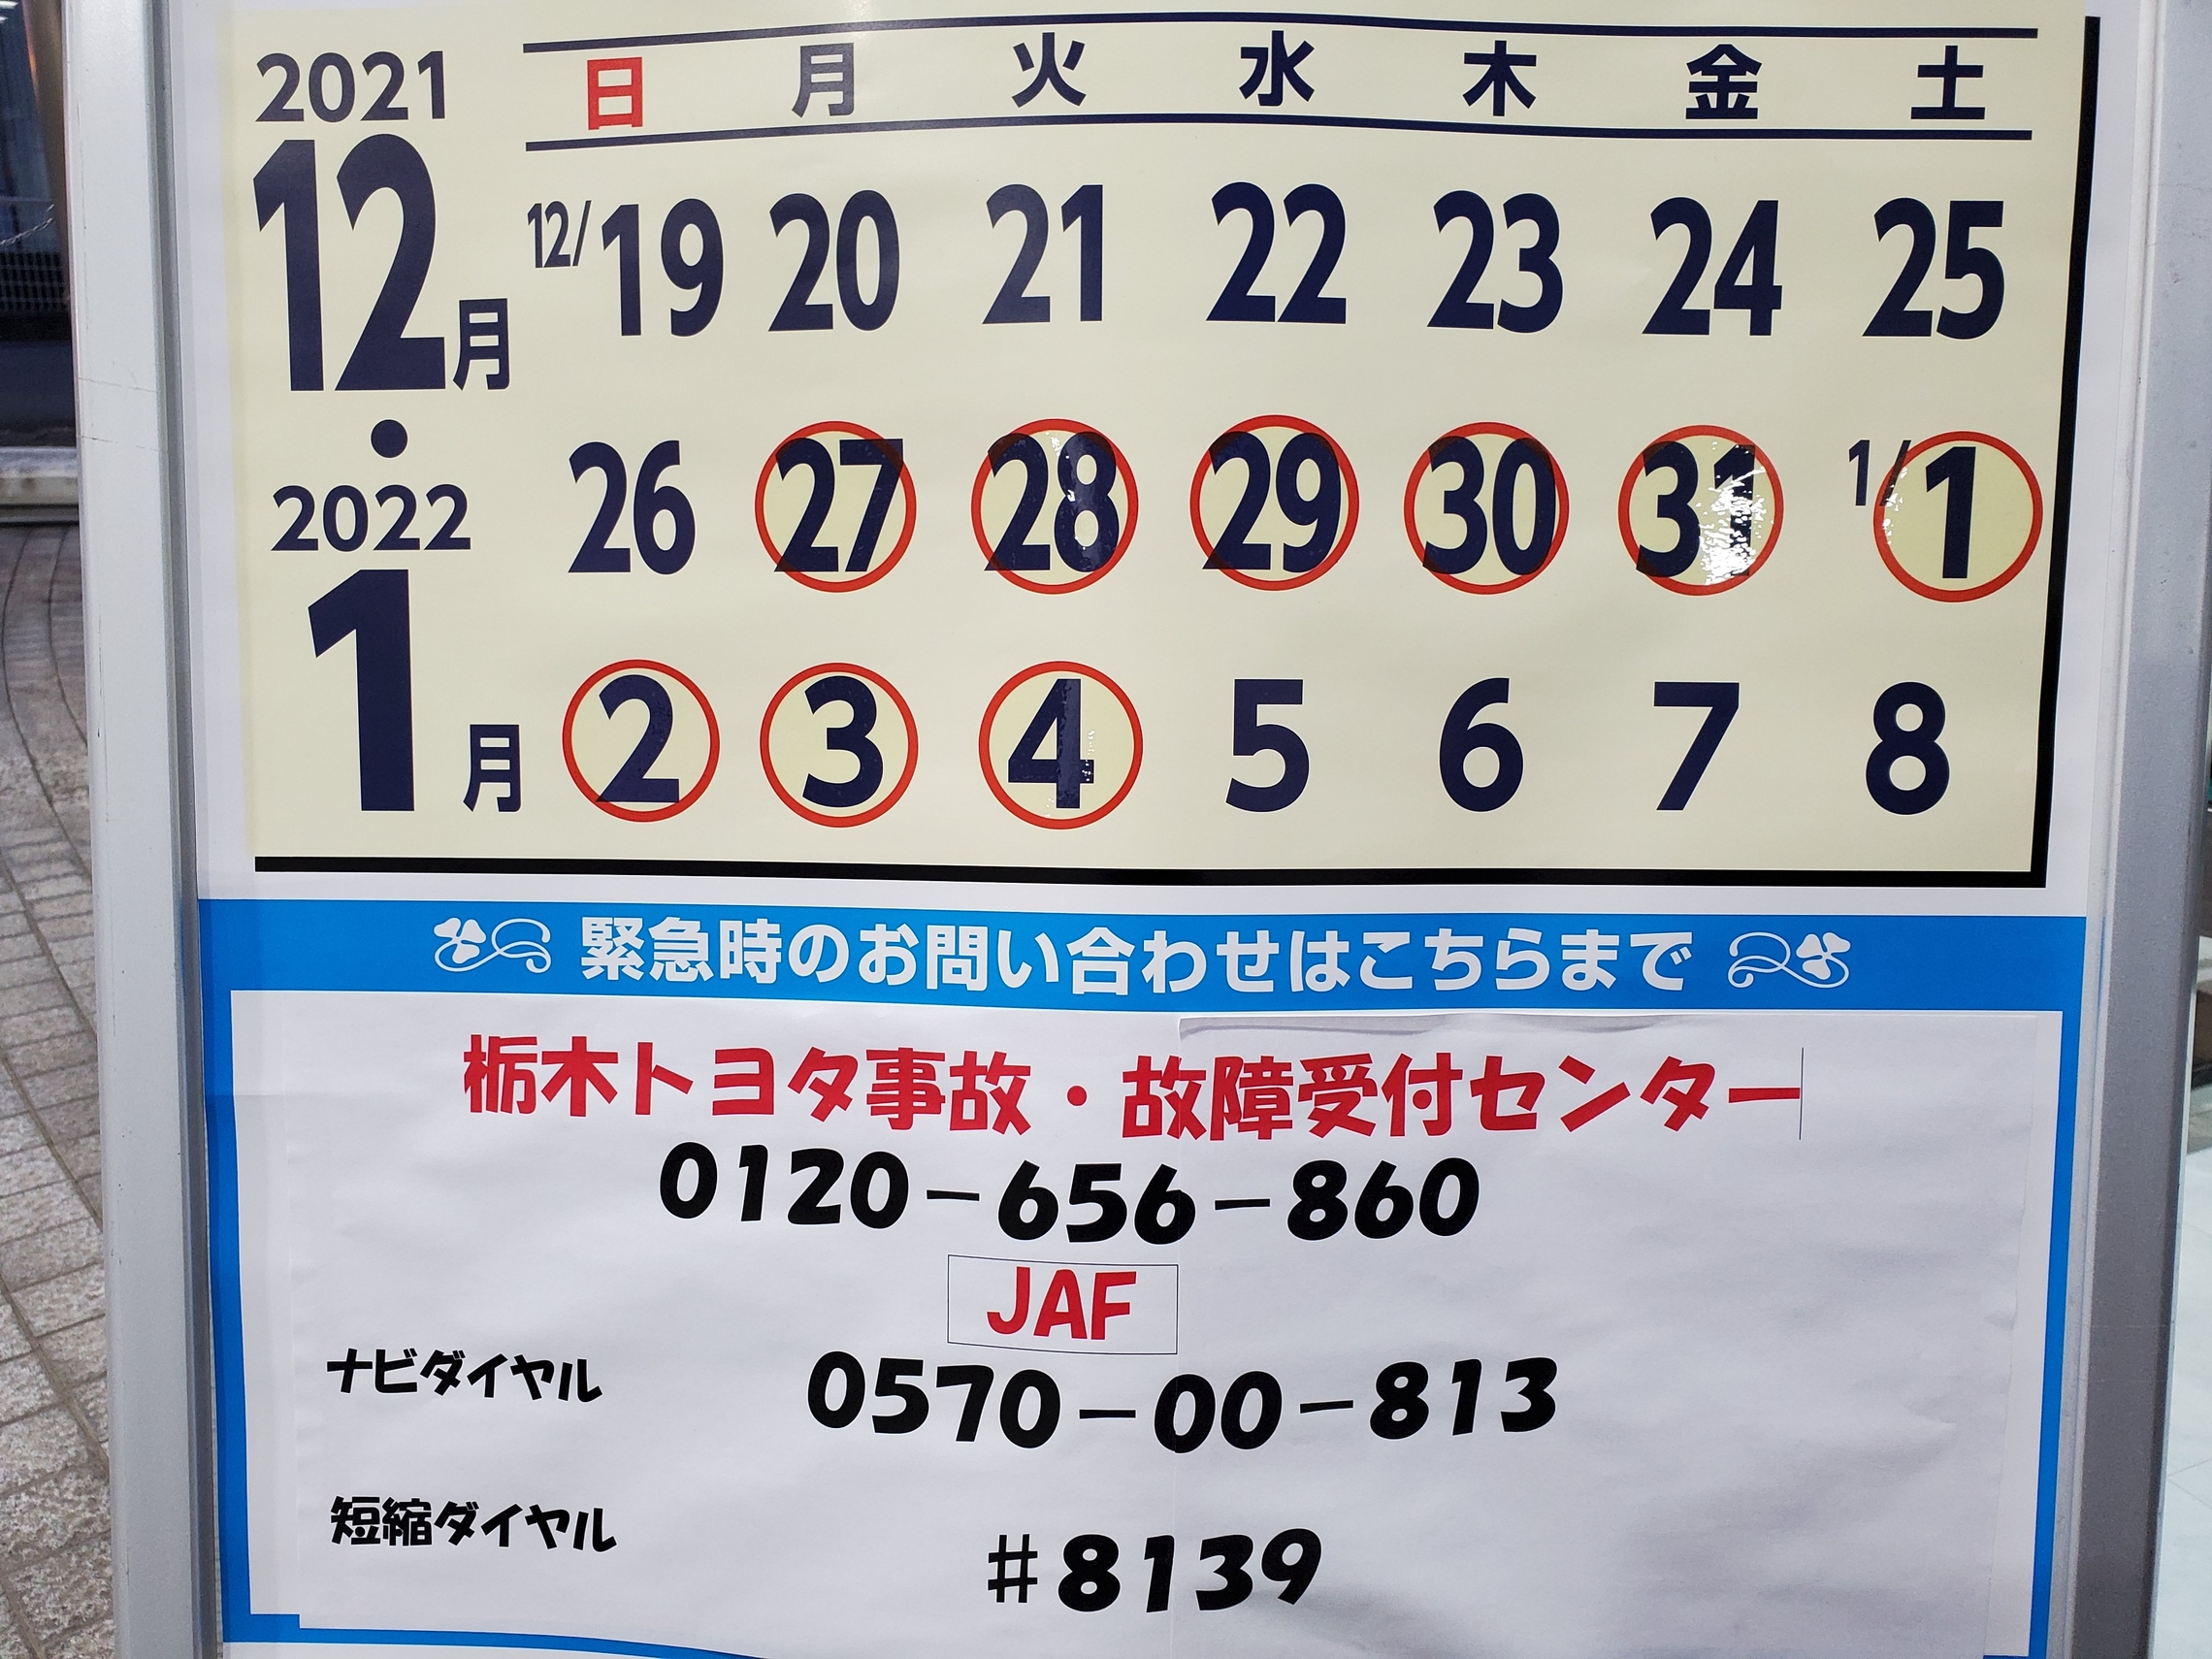 2021
12月
・
2022
1月
日 月 火 水 木 金 土
12/19 20 21 22 23 24 25
26 27 28 29 30 31 1/1
2 3 4 5 6 7 8
緊急時のお問い合わせはこちらまで
栃木トヨタ事故・故障受付センター
0120-656-860
JAF
ナビダイヤル 0570-00-813
短縮ダイヤル #8139